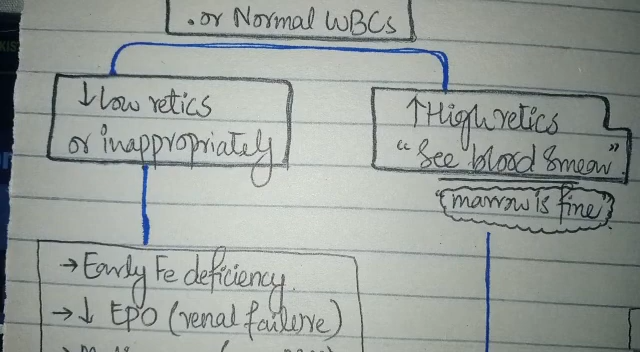 . or Normal WBCs
↓ Low retics
or inappropriately
↑ High retics
"See blood smear"
"marrow is fine"
→ Early Fe deficiency
→ ↓ EPO (renal failure)